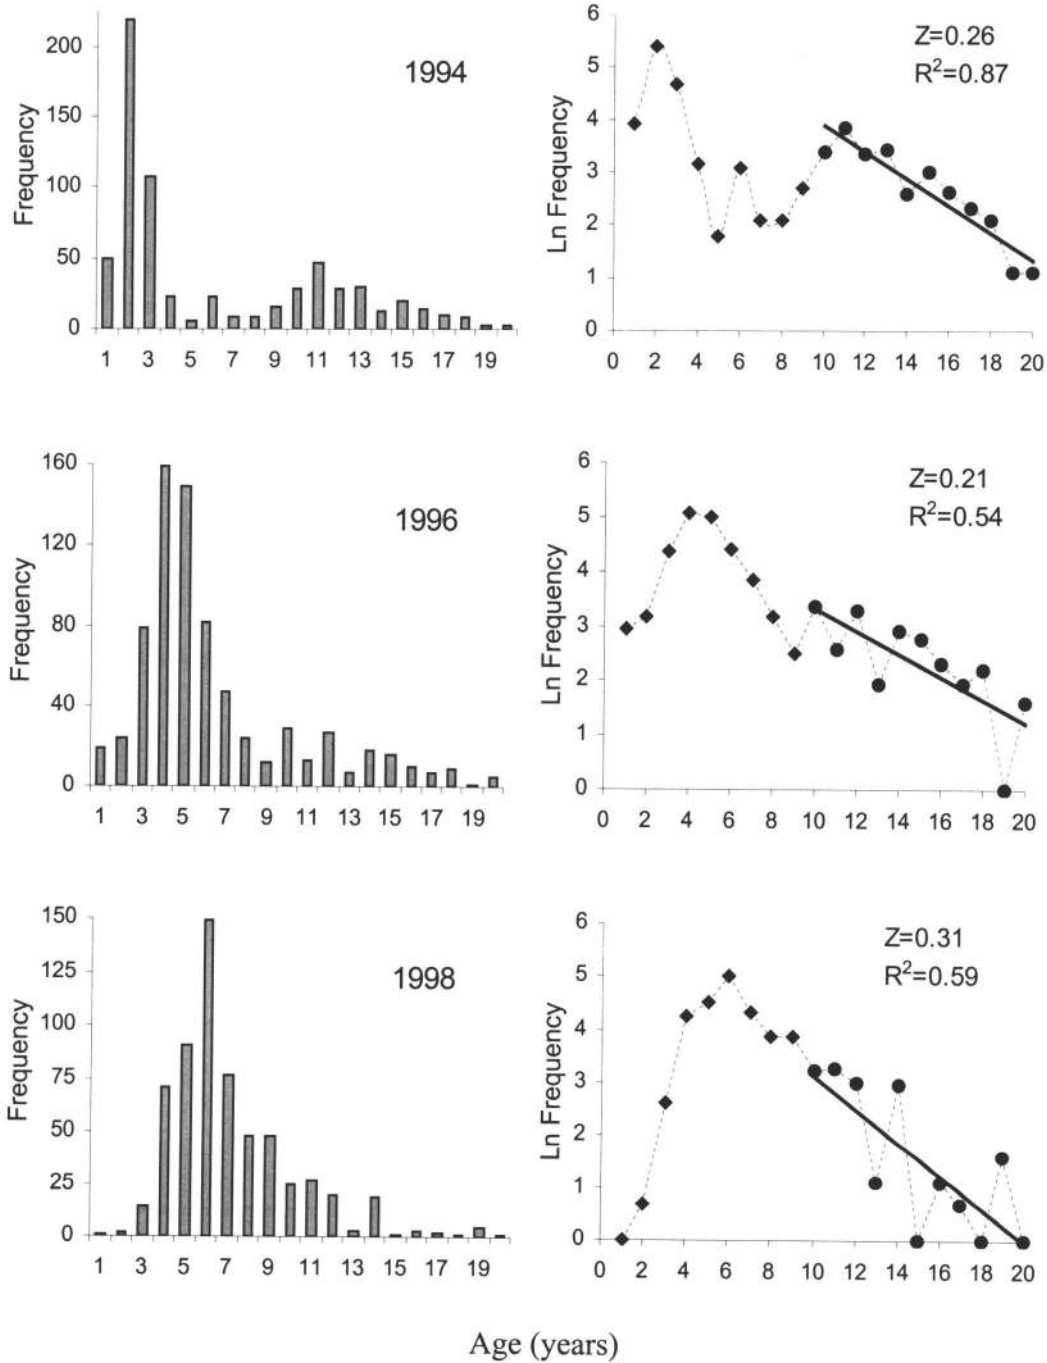 1994
Frequency
200
150
100
50
0
1 3 5 7 9 11 13 15 17 19
Z=0.26
R²=0.87
Ln Frequency
6
5
4
3
2
1
0
0 2 4 6 8 10 12 14 16 18 20
1996
Frequency
160
120
80
40
0
1 3 5 7 9 11 13 15 17 19
Z=0.21
R²=0.54
Ln Frequency
6
5
4
3
2
1
0
0 2 4 6 8 10 12 14 16 18 20
1998
Frequency
150
125
100
75
50
25
0
1 3 5 7 9 11 13 15 17 19
Z=0.31
R²=0.59
Ln Frequency
6
5
4
3
2
1
0
0 2 4 6 8 10 12 14 16 18 20
Age (years)